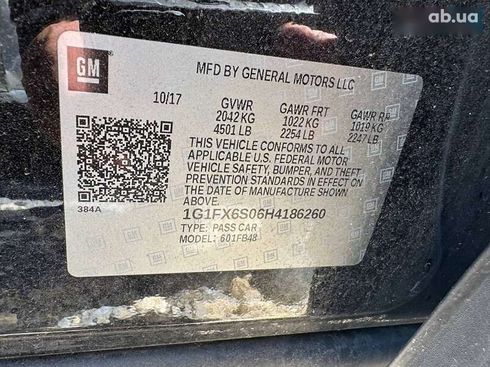 ab.ua
GM
MFD BY GENERAL MOTORS LLC
10/17 GVWR GAWR FRT GAWR RR
2042 KG 1022 KG 1019 KG
4501 LB 2254 LB 2247 LB
THIS VEHICLE CONFORMS TO ALL
APPLICABLE U.S. FEDERAL MOTOR
VEHICLE SAFETY, BUMPER, AND THEFT
PREVENTION STANDARDS IN EFFECT ON
THE DATE OF MANUFACTURE SHOWN
ABOVE.
384A
1G1FX6S06H4186260
TYPE: PASS CAR
MODEL: 601FB48